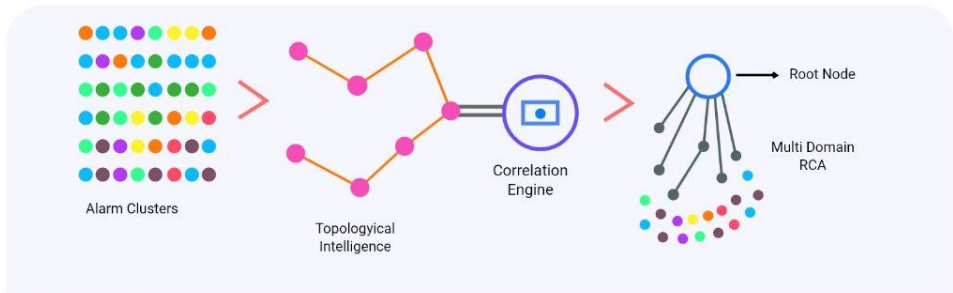 Alarm Clusters
Topologyical
Intelligence
Correlation
Engine
Root Node
Multi Domain
RCA